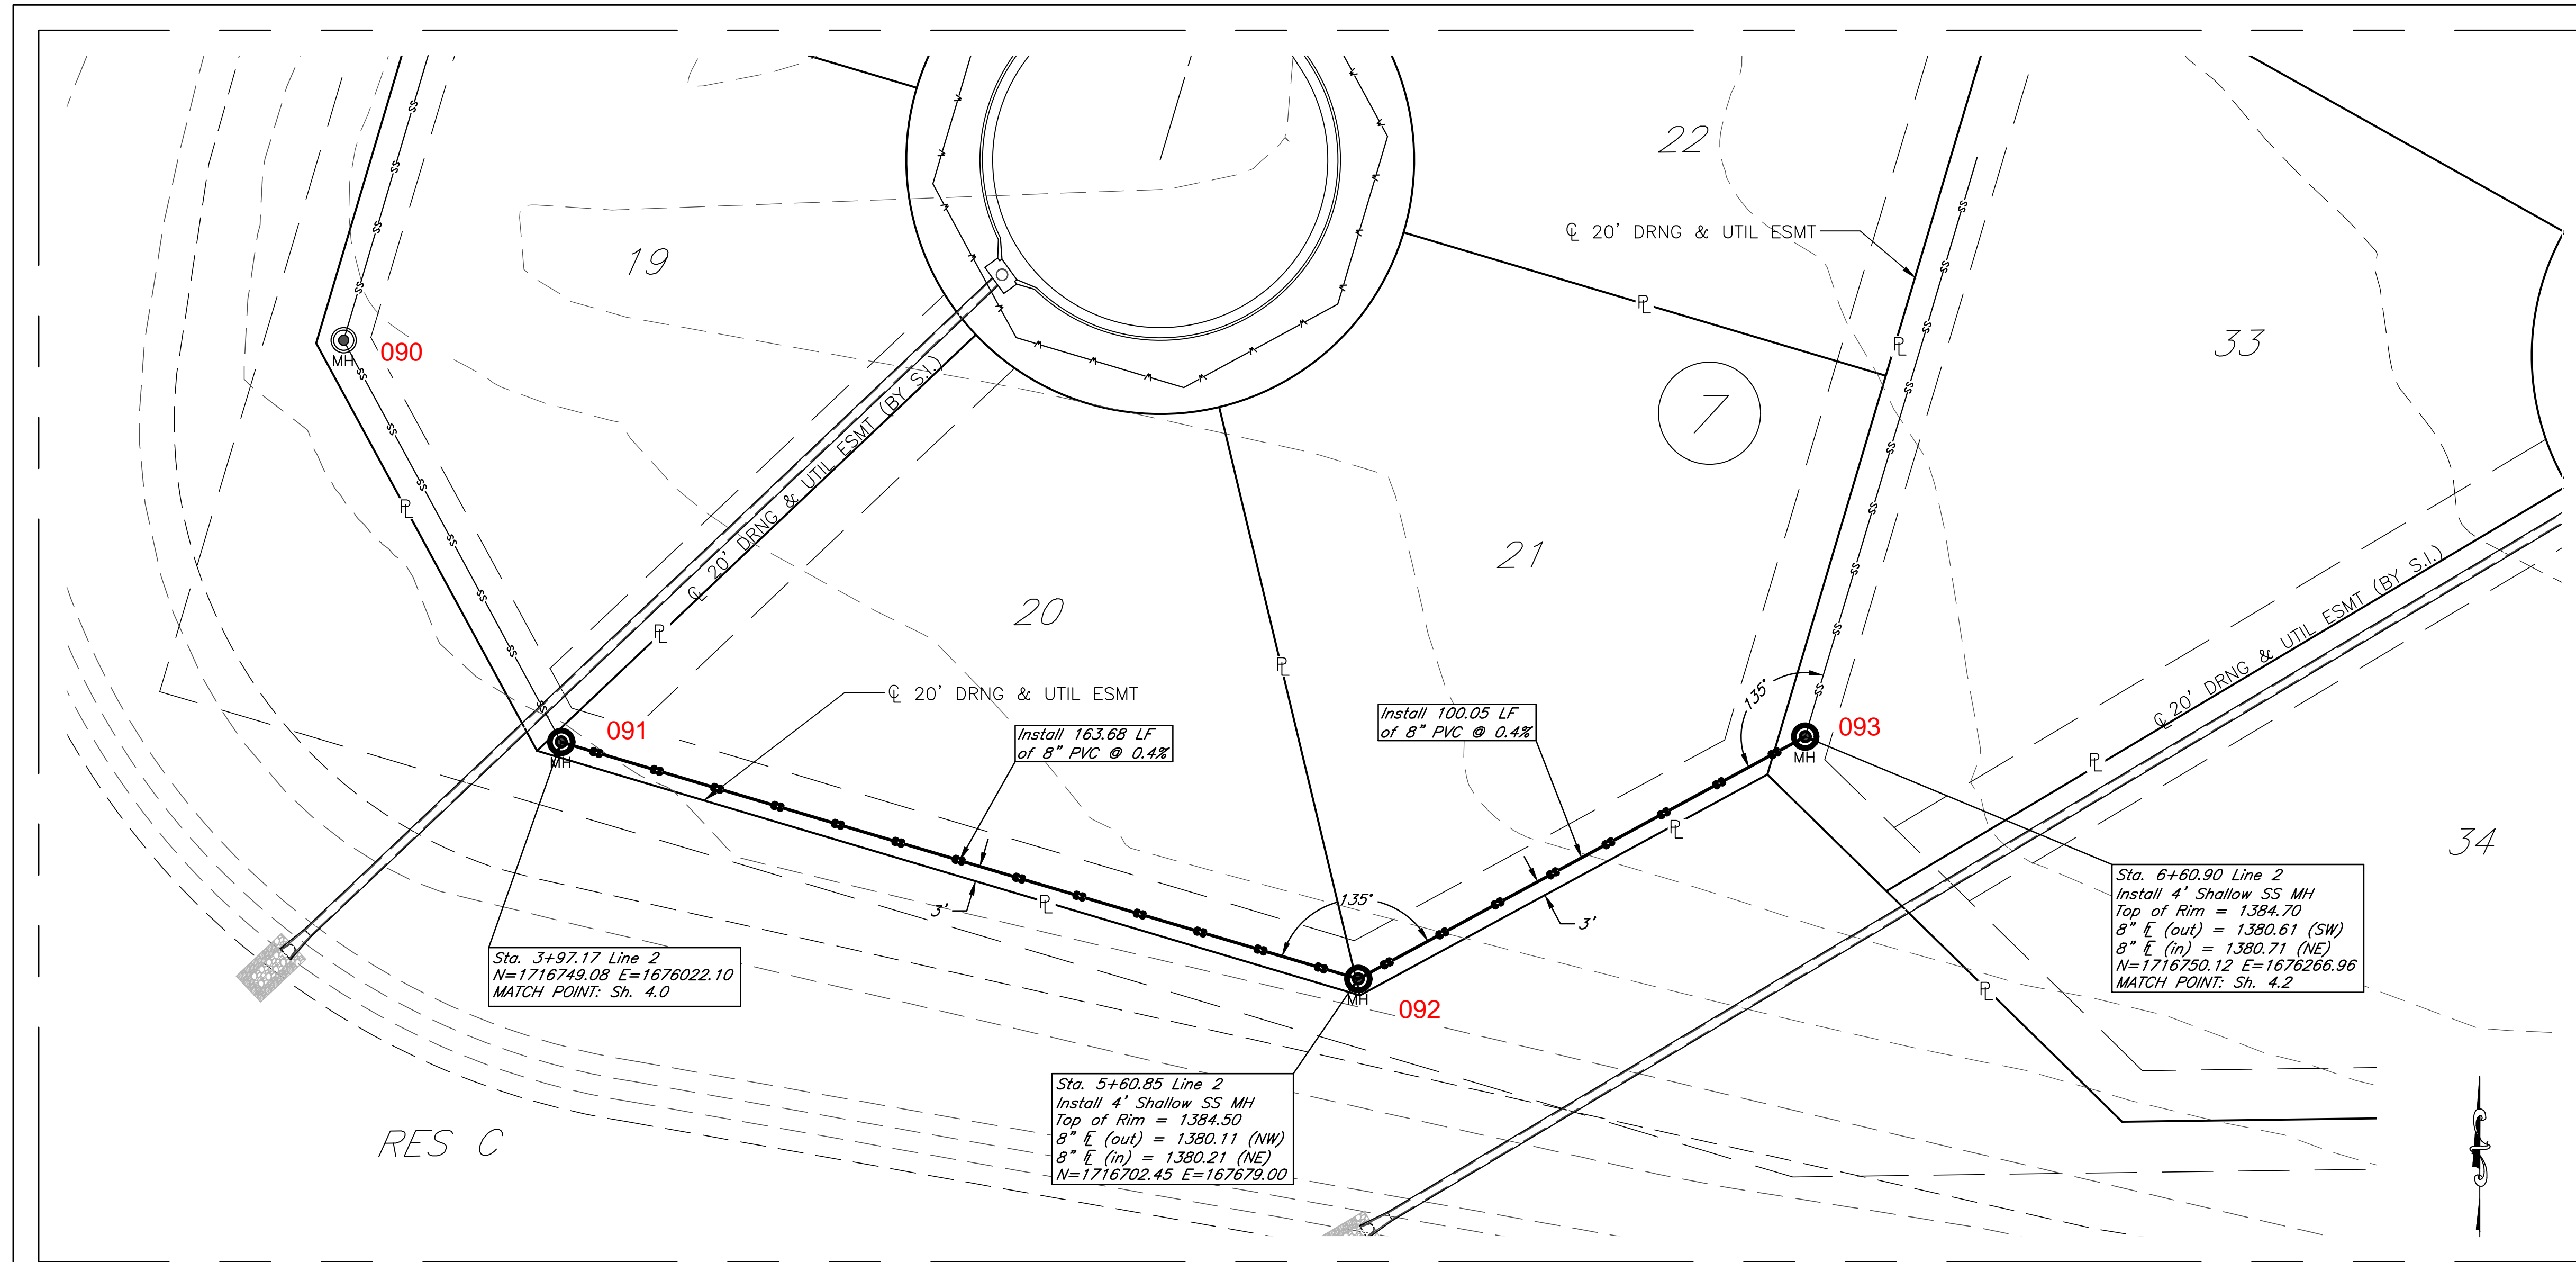 22
℄ 20' DRNG & UTIL ESMT
19
33
MH
090
7
℄ 20' DRNG & UTIL ESMT (BY S.I.)
21
20
℄ 20' DRNG & UTIL ESMT (BY S.I.)
℄ 20' DRNG & UTIL ESMT
091
MH
Install 163.68 LF
of 8" PVC @ 0.4%
Install 100.05 LF
of 8" PVC @ 0.4%
135°
093
MH
34
3'
135°
3'
Sta. 3+97.17 Line 2
N=1716749.08 E=1676022.10
MATCH POINT: Sh. 4.0
MH
092
Sta. 6+60.90 Line 2
Install 4' Shallow SS MH
Top of Rim = 1384.70
8" FL (out) = 1380.61 (SW)
8" FL (in) = 1380.71 (NE)
N=1716750.12 E=1676266.96
MATCH POINT: Sh. 4.2
Sta. 5+60.85 Line 2
Install 4' Shallow SS MH
Top of Rim = 1384.50
8" FL (out) = 1380.11 (NW)
8" FL (in) = 1380.21 (NE)
N=1716702.45 E=167679.00
RES C